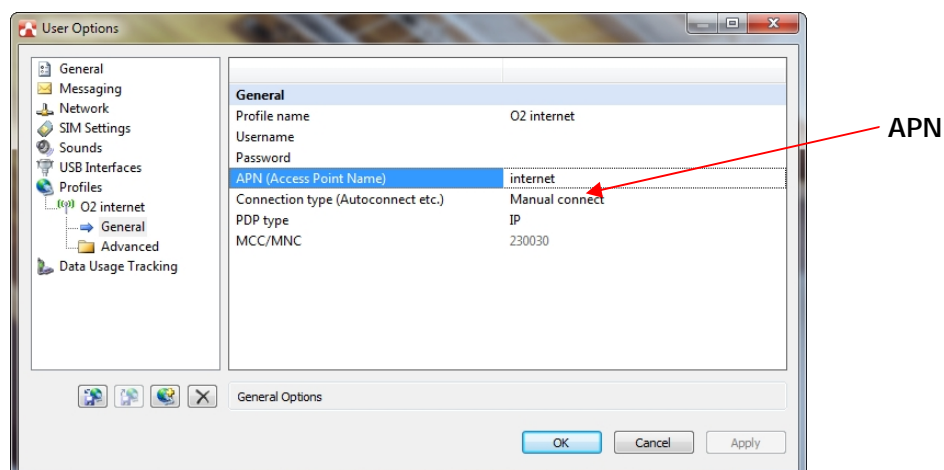 User Options
General
Messaging
Network
SIM Settings
Sounds
USB Interfaces
Profiles
O2 internet
General
Advanced
Data Usage Tracking
General
Profile name O2 internet
Username
Password
APN (Access Point Name) internet
Connection type (Autoconnect etc.) Manual connect
PDP type IP
MCC/MNC 230030
General Options
OK Cancel Apply
APN